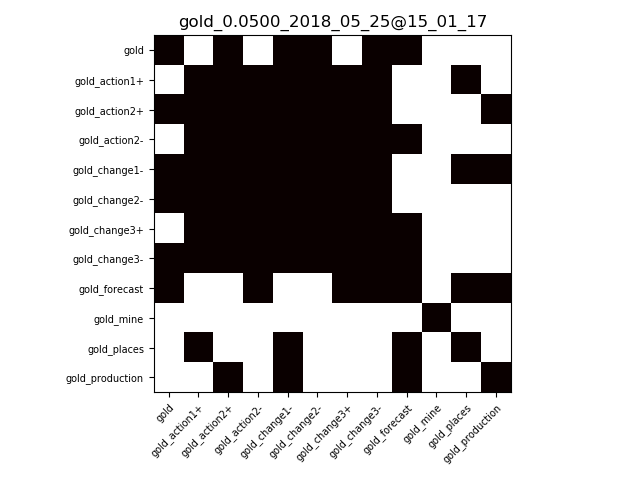 gold_0.0500_2018_05_25@15_01_17
gold
gold_action1+
gold_action2+
gold_action2-
gold_change1-
gold_change2-
gold_change3+
gold_change3-
gold_forecast
gold_mine
gold_places
gold_production
gold
gold_action1+
gold_action2+
gold_action2-
gold_change1-
gold_change2-
gold_change3+
gold_change3-
gold_forecast
gold_mine
gold_places
gold_production